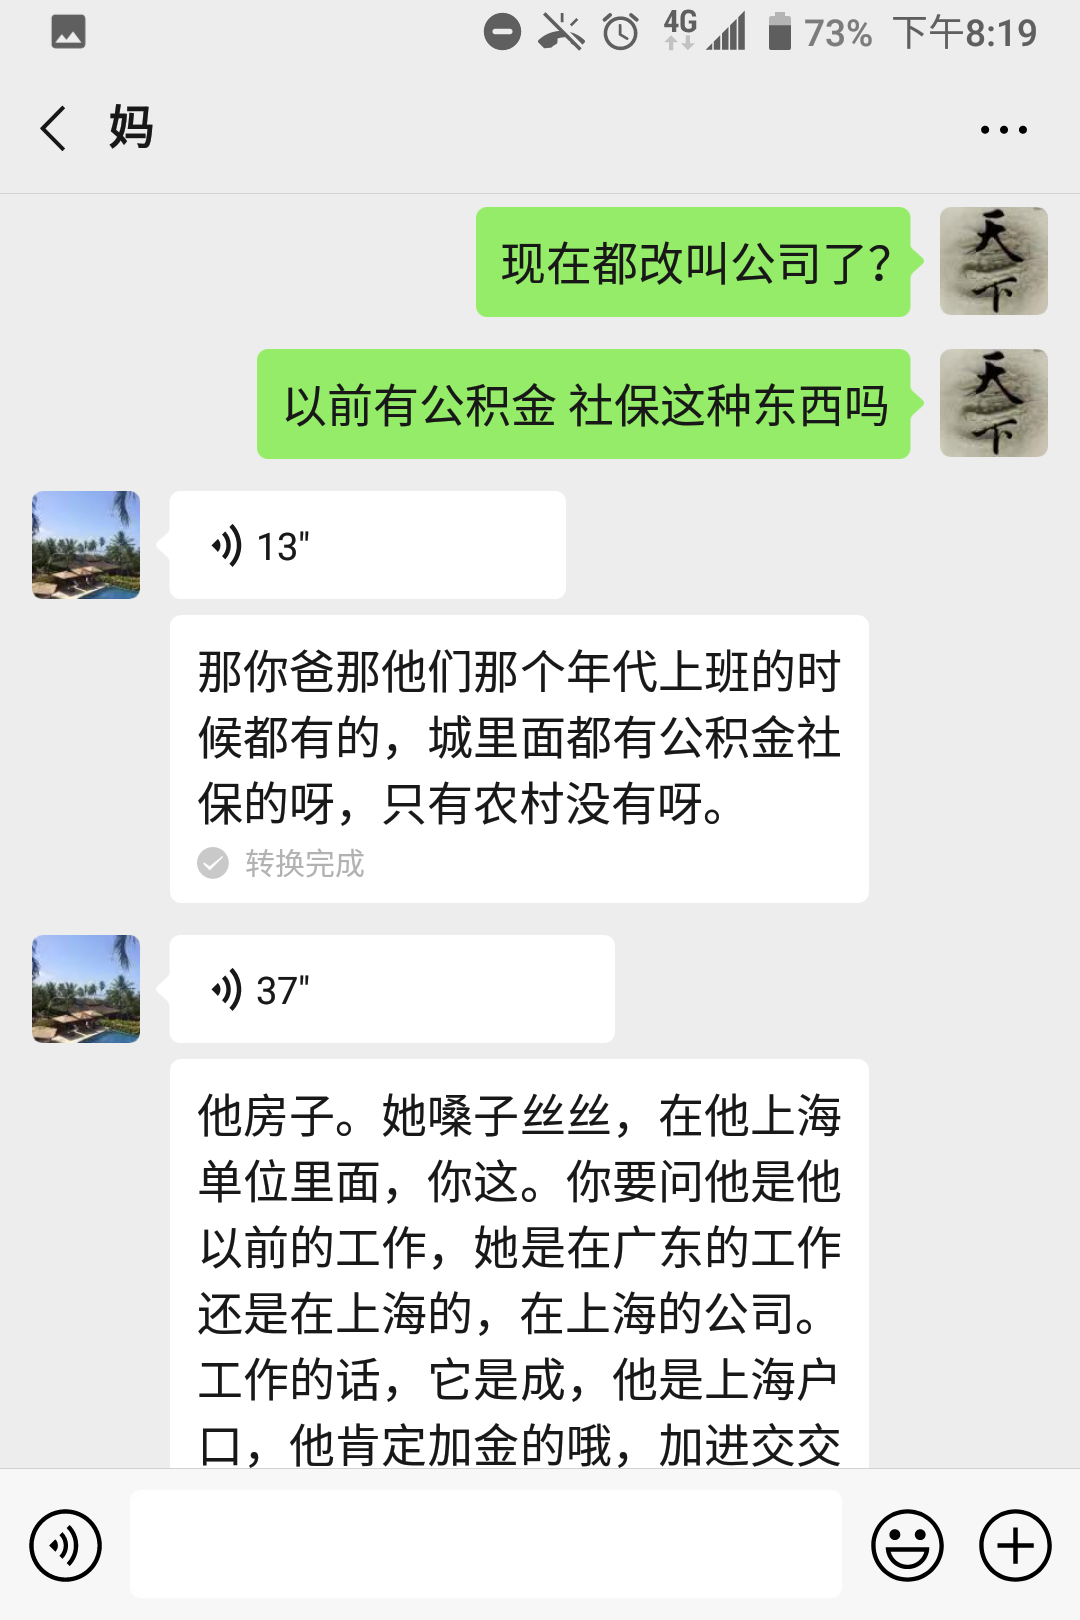 4G 73% 下午8:19
妈
现在都改叫公司了?
天下
以前有公积金 社保这种东西吗
天下
13"
那你爸那他们那个年代上班的时
候都有的，城里面都有公积金社
保的呀，只有农村没有呀。
转换完成
37"
他房子。她嗓子丝丝，在他上海
单位里面，你这。你要问他是他
以前的工作，她是在广东的工作
还是在上海的，在上海的公司。
工作的话，它是成，他是上海户
口，他肯定加金的哦，加进交交